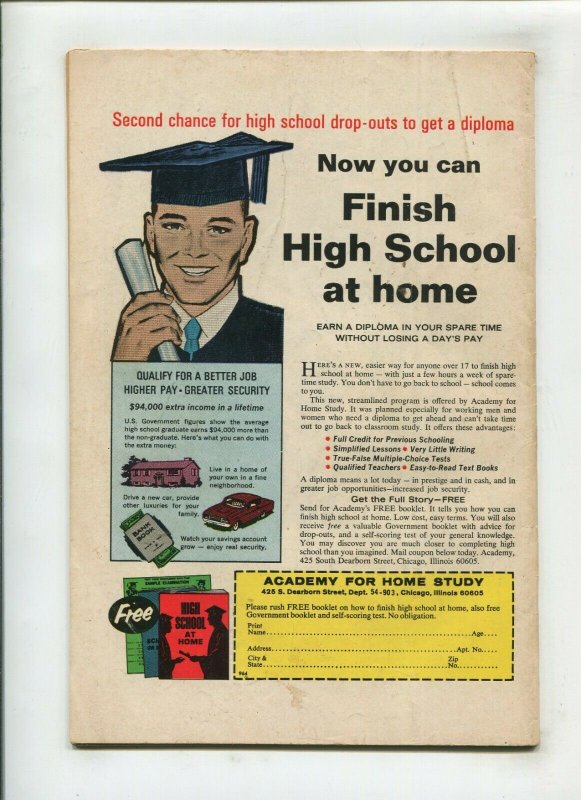 Second chance for high school drop-outs to get a diploma
Now you can
Finish
High School
at home
EARN A DIPLOMA IN YOUR SPARE TIME
WITHOUT LOSING A DAY'S PAY
HERE'S A NEW, easier way for anyone over 17 to finish high
school at home — with just a few hours a week of spare-
time study. You don't have to go back to school — school comes
to you.
This new, streamlined program is offered by Academy for
Home Study. It was planned especially for working men and
women who need a diploma to get ahead and can't take time
out to go back to classroom study. It offers these advantages:
• Full Credit for Previous Schooling
• Simplified Lessons • Very Little Writing
• True-False Multiple-Choice Tests
• Qualified Teachers • Easy-to-Read Text Books
A diploma means a lot today — in prestige and in cash, and in
greater job opportunities—increased job security.
Get the Full Story—FREE
Send for Academy's FREE booklet. It tells you how you can
finish high school at home. Low cost, easy terms. You will also
receive free a valuable Government booklet with advice for
drop-outs, and a self-scoring test of your general knowledge.
You may discover you are much closer to completing high
school than you imagined. Mail coupon below today. Academy,
425 South Dearborn Street, Chicago, Illinois 60605.
QUALIFY FOR A BETTER JOB
HIGHER PAY - GREATER SECURITY
$94,000 extra income in a lifetime
U.S. Government figures show the average
high school graduate earns $94,000 more than
the non-graduate. Here's what you can do with
the extra money:
Live in a home of
your own in a fine
neighborhood.
Drive a new car, provide
other luxuries for your
family.
BANK
BOOK
Watch your savings account
grow — enjoy real security.
Free
SAMPLE EXAMINATION
HIGH
SCHOOL
AT
HOME
ACADEMY FOR HOME STUDY
425 S. Dearborn Street, Dept. 54-903, Chicago, Illinois 60605
Please rush FREE booklet on how to finish high school at home, also free
Government booklet and self-scoring test. No obligation.
Print
Name Age
Address Apt. No.
City & Zip
State No.
964